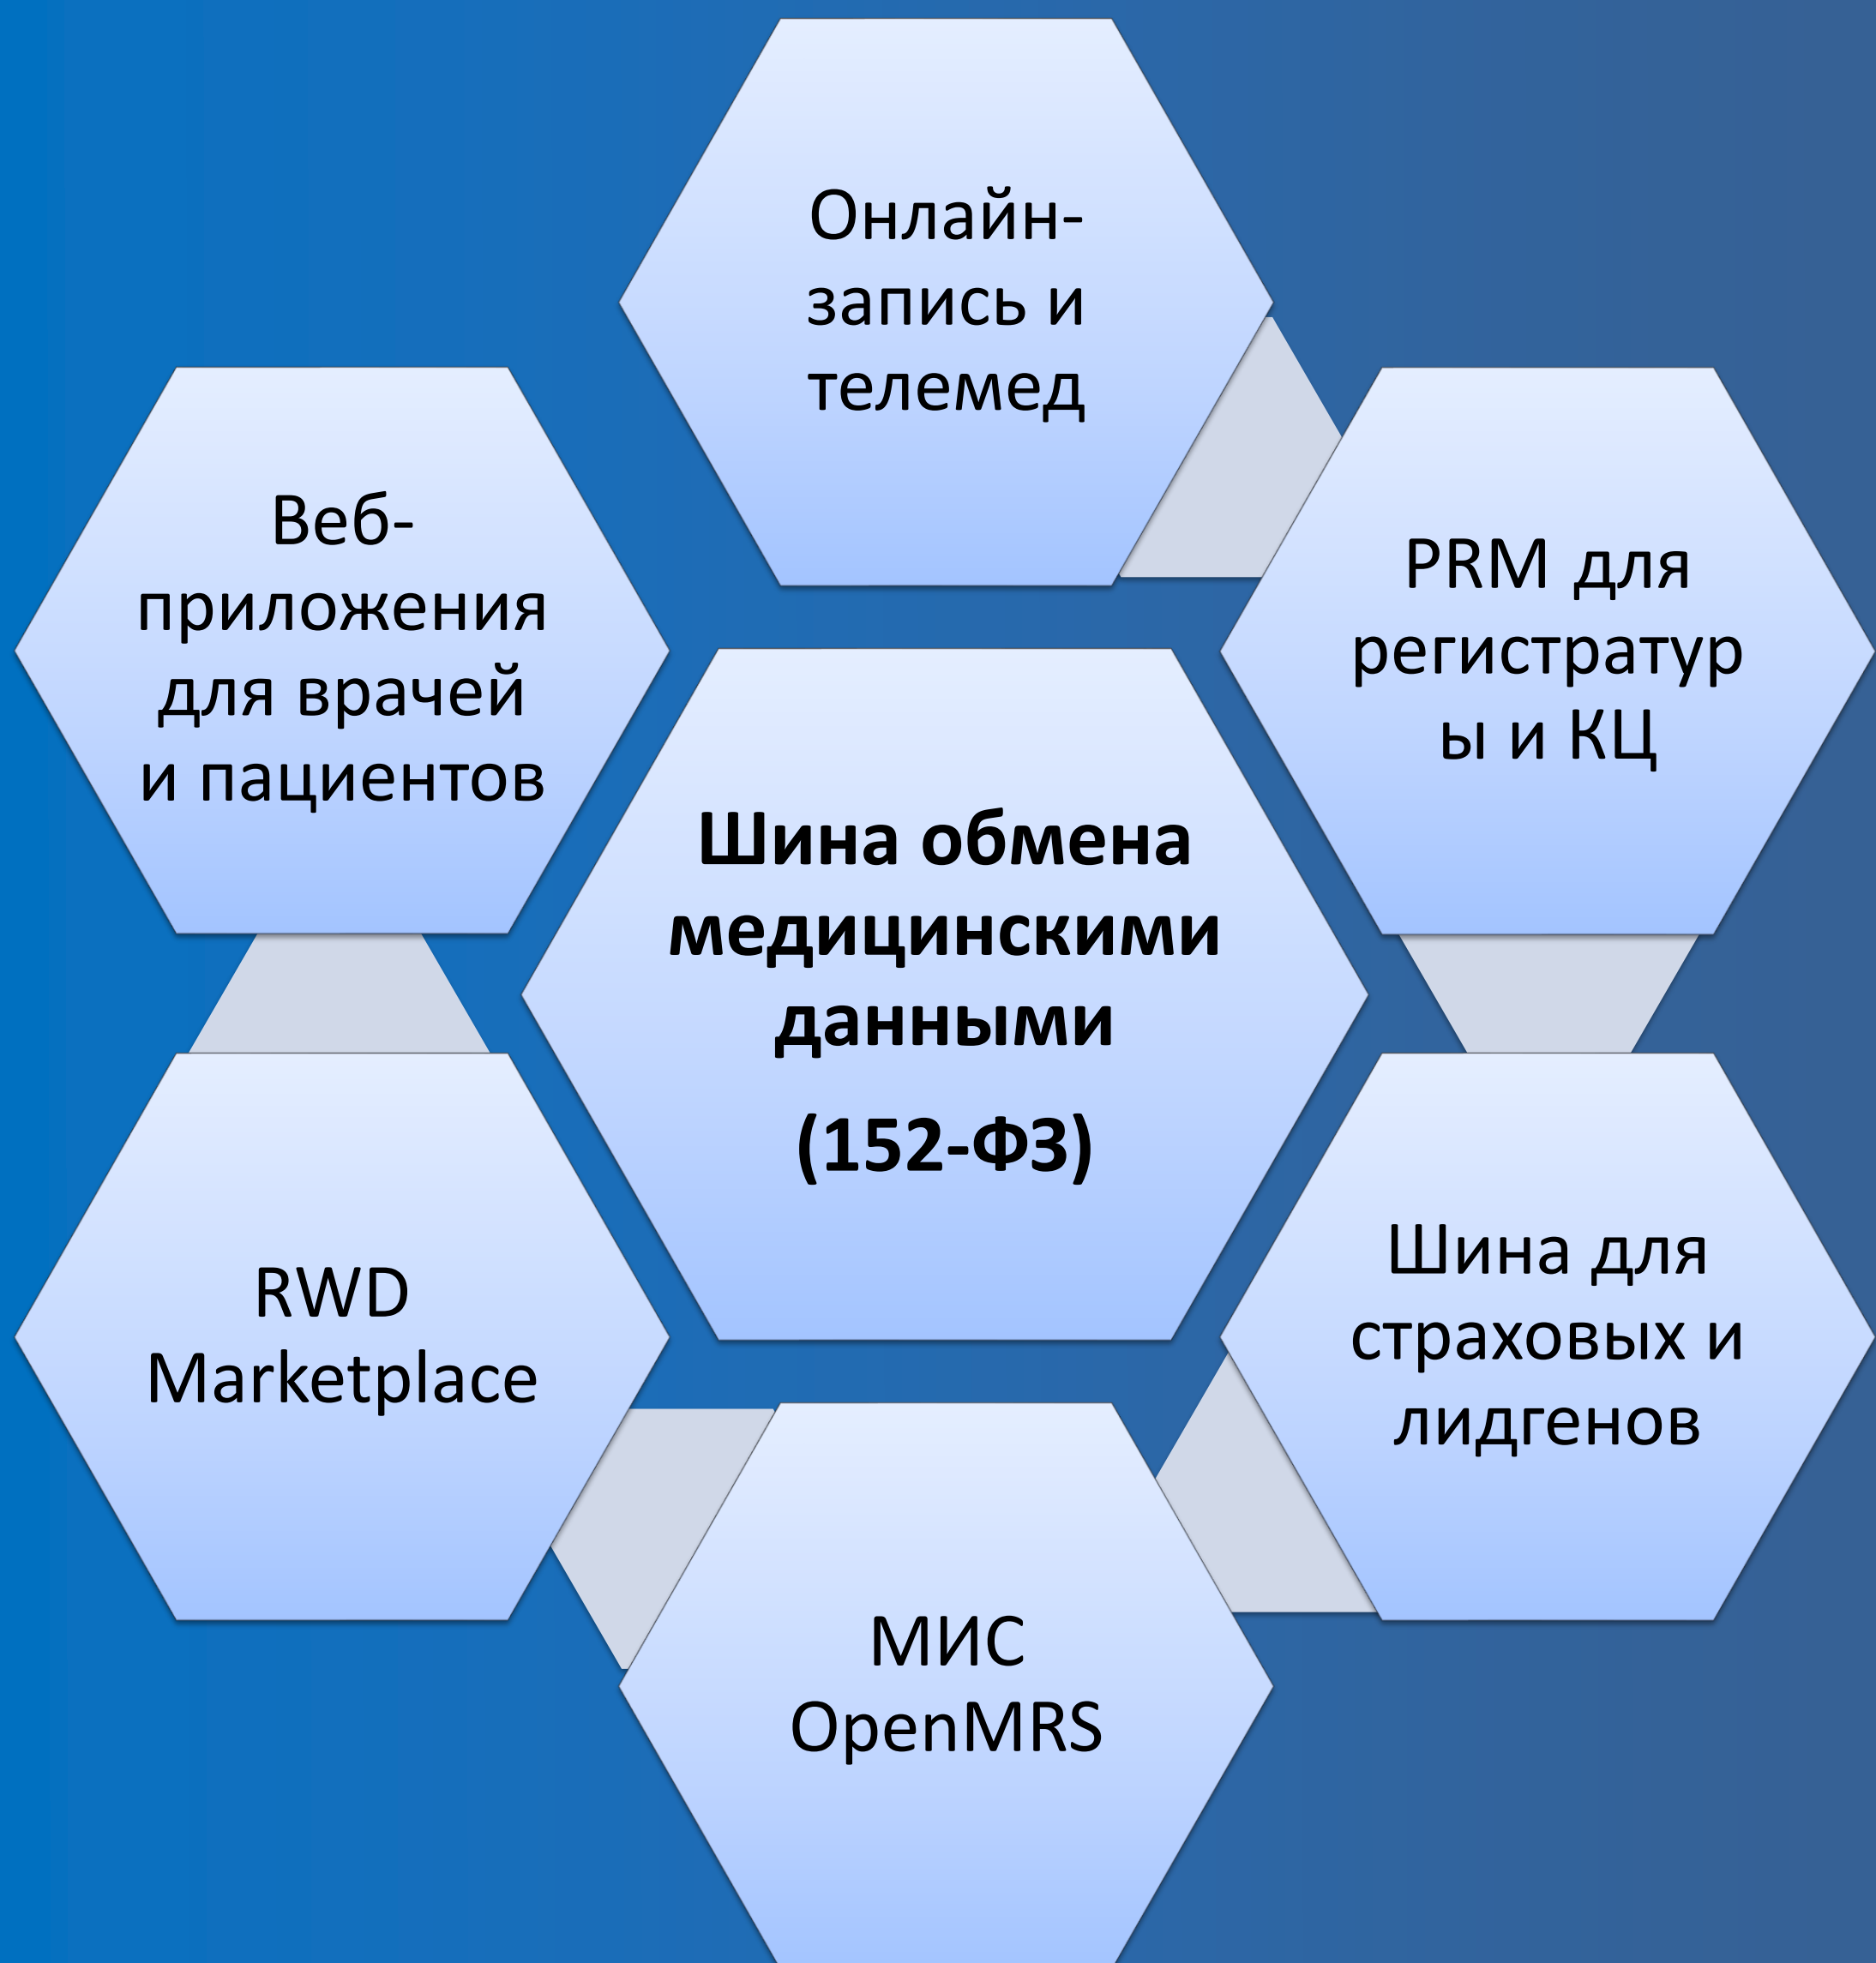 Онлайн-
запись и
телемед
Веб-
приложения
для врачей
и пациентов
PRM для
регистратур
ы и КЦ
Шина обмена
медицинскими
данными
(152-ФЗ)
RWD
Marketplace
Шина для
страховых и
лидгенов
МИС
OpenMRS